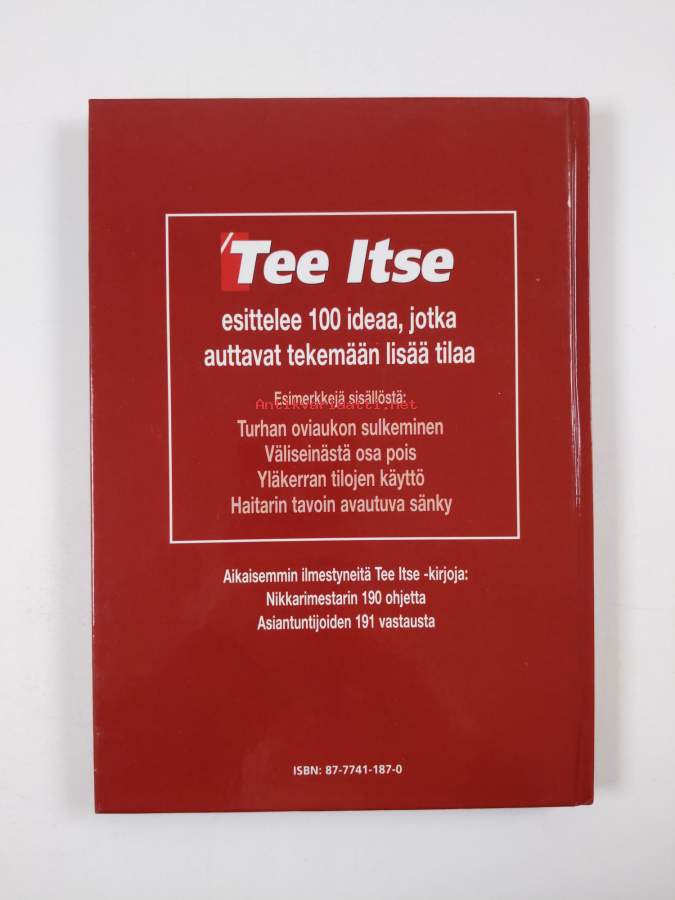 Tee Itse
esittelee 100 ideaa, jotka
auttavat tekemään lisää tilaa
Esimerkkejä sisällöstä:
Antikvariaatti.net
Turhan oviaukon sulkeminen
Väliseinästä osa pois
Yläkerran tilojen käyttö
Haitarin tavoin avautuva sänky
Aikaisemmin ilmestyneitä Tee Itse -kirjoja:
Nikkarimestarin 190 ohjetta
Asiantuntijoiden 191 vastausta
ISBN: 87-7741-187-0